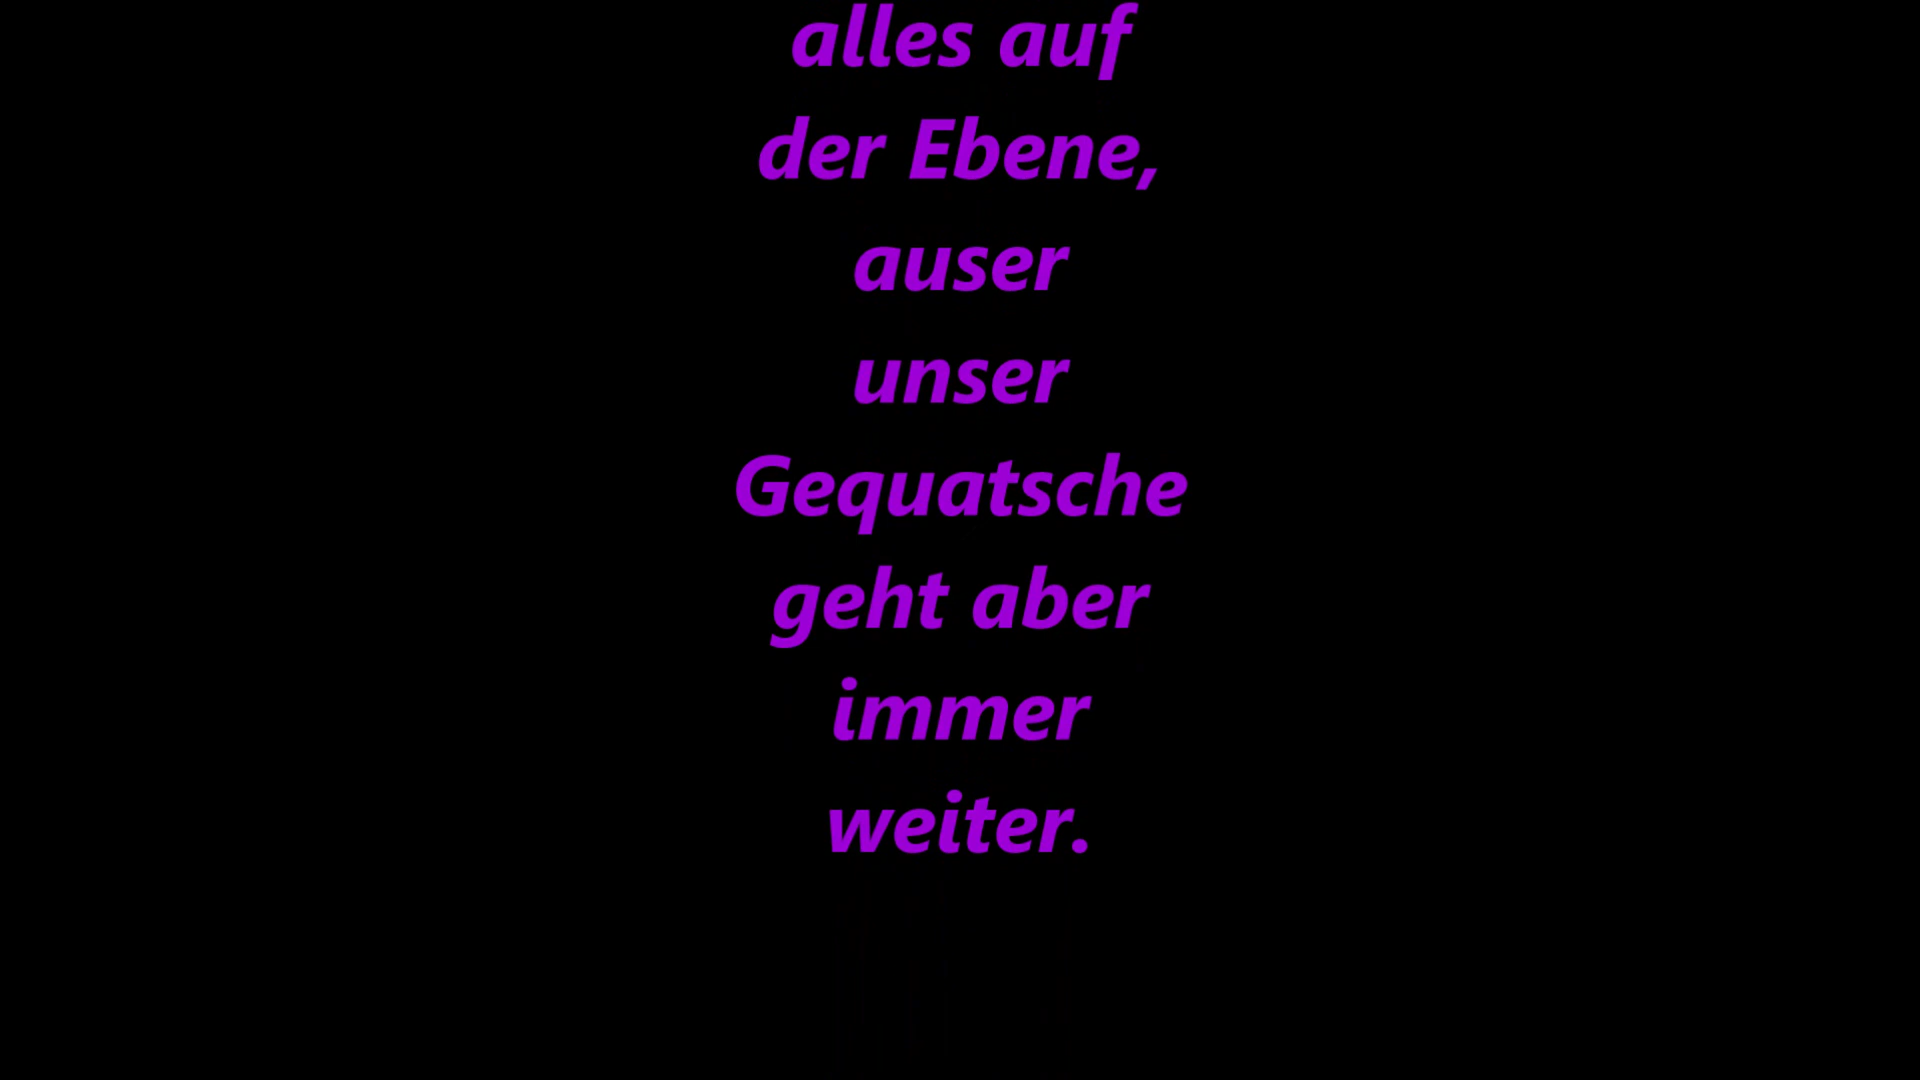 alles auf
der Ebene,
auser
unser
Gequatsche
geht aber
immer
weiter.